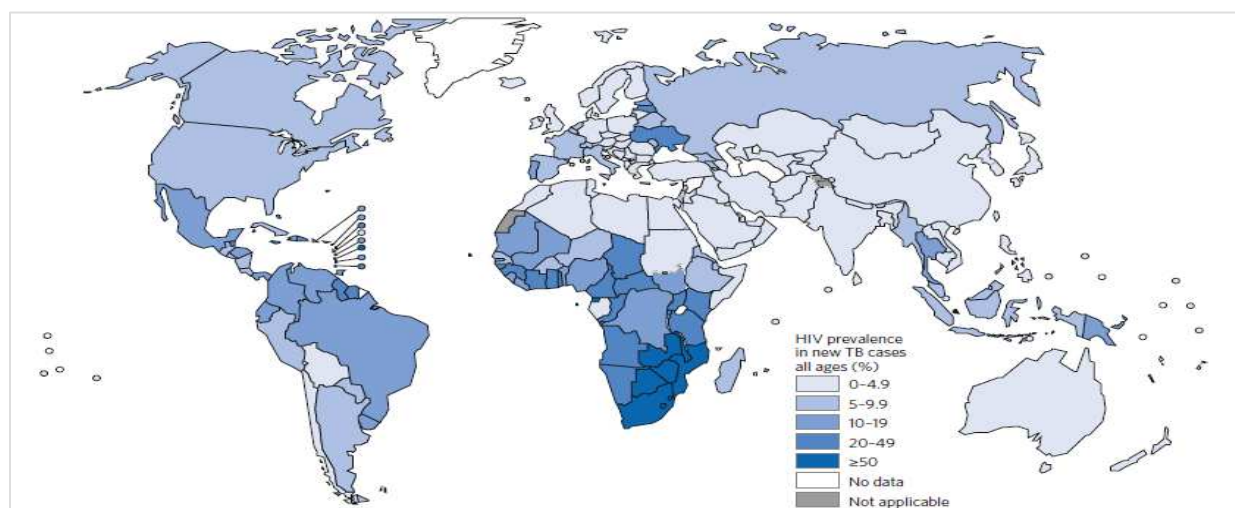 HIV prevalence
in new TB cases
all ages (%)
0–4.9
5–9.9
10–19
20–49
≥50
No data
Not applicable